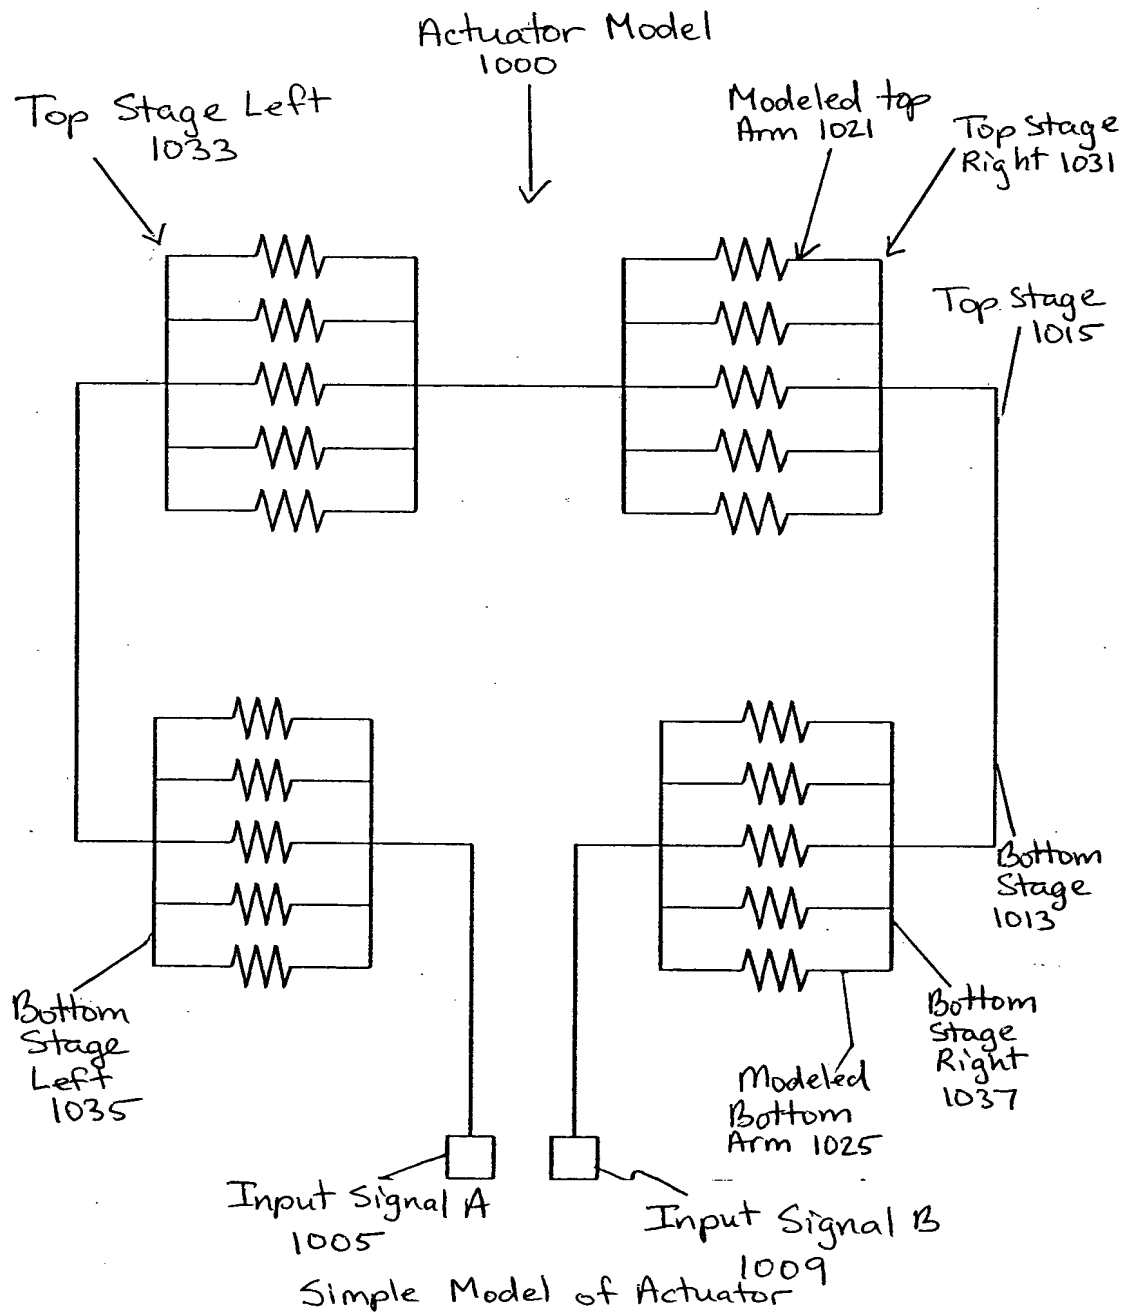 Actuator Model
1000
Top Stage Left
1033
Modeled top
Arm 1021
Top Stage
Right 1031
Top Stage
1015
Bottom
Stage
1013
Bottom
Stage
Left
1035
Bottom
Stage
Right
1037
Modeled
Bottom
Arm 1025
Input Signal A
1005
Input Signal B
1009
Simple Model of Actuator